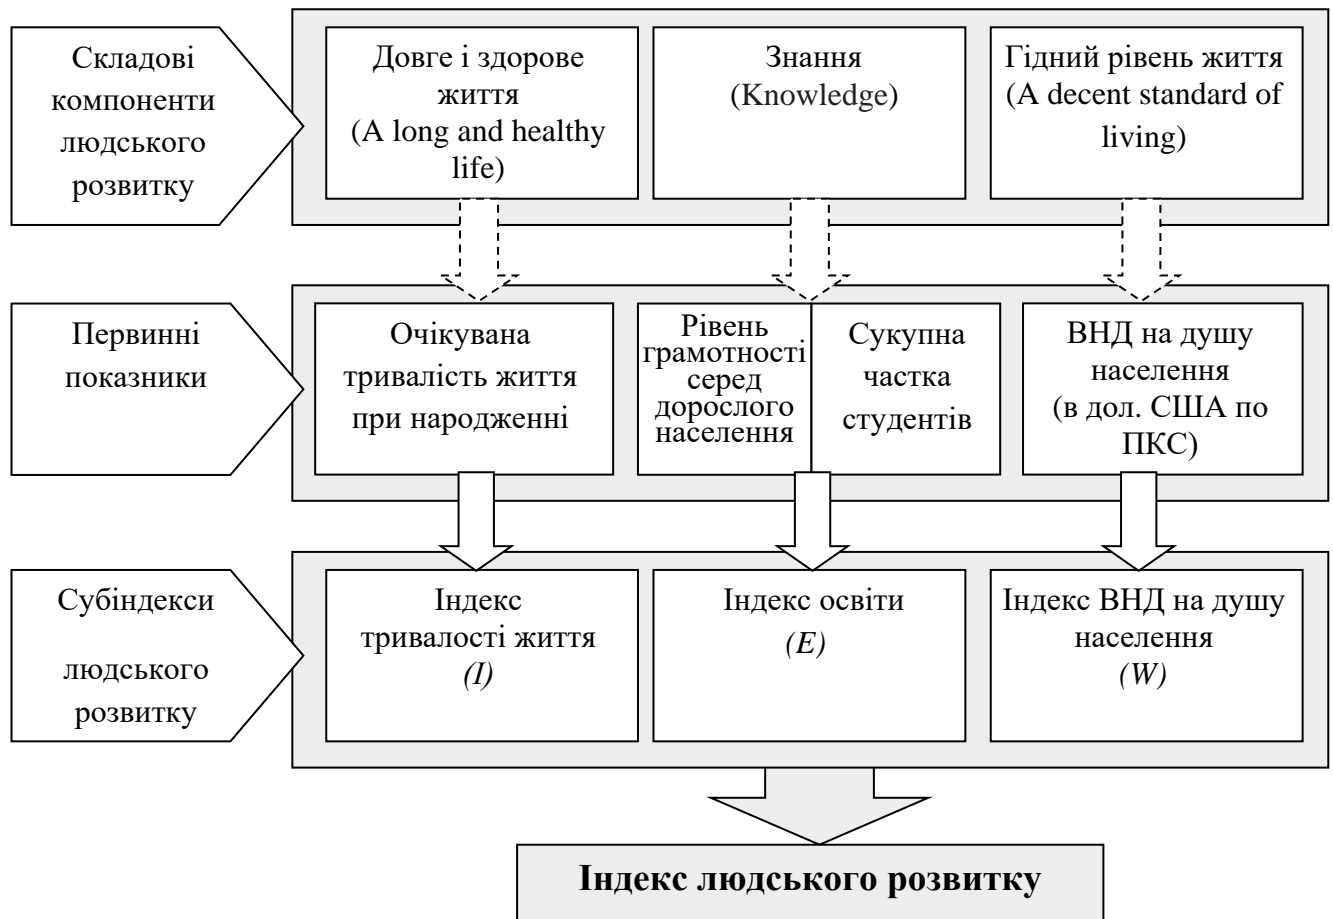 Складові
компоненти
людського
розвитку
Довге і здорове
життя
(A long and healthy
life)
Знання
(Knowledge)
Гідний рівень життя
(A decent standard of
living)
Первинні
показники
Очікувана
тривалість життя
при народженні
Рівень
грамотності
серед
дорослого
населення
Сукупна
частка
студентів
ВНД на душу
населення
(в дол. США по
ПКС)
Субіндекси
людського
розвитку
Індекс
тривалості життя
(I)
Індекс освіти
(E)
Індекс ВНД на душу
населення
(W)
Індекс людського розвитку